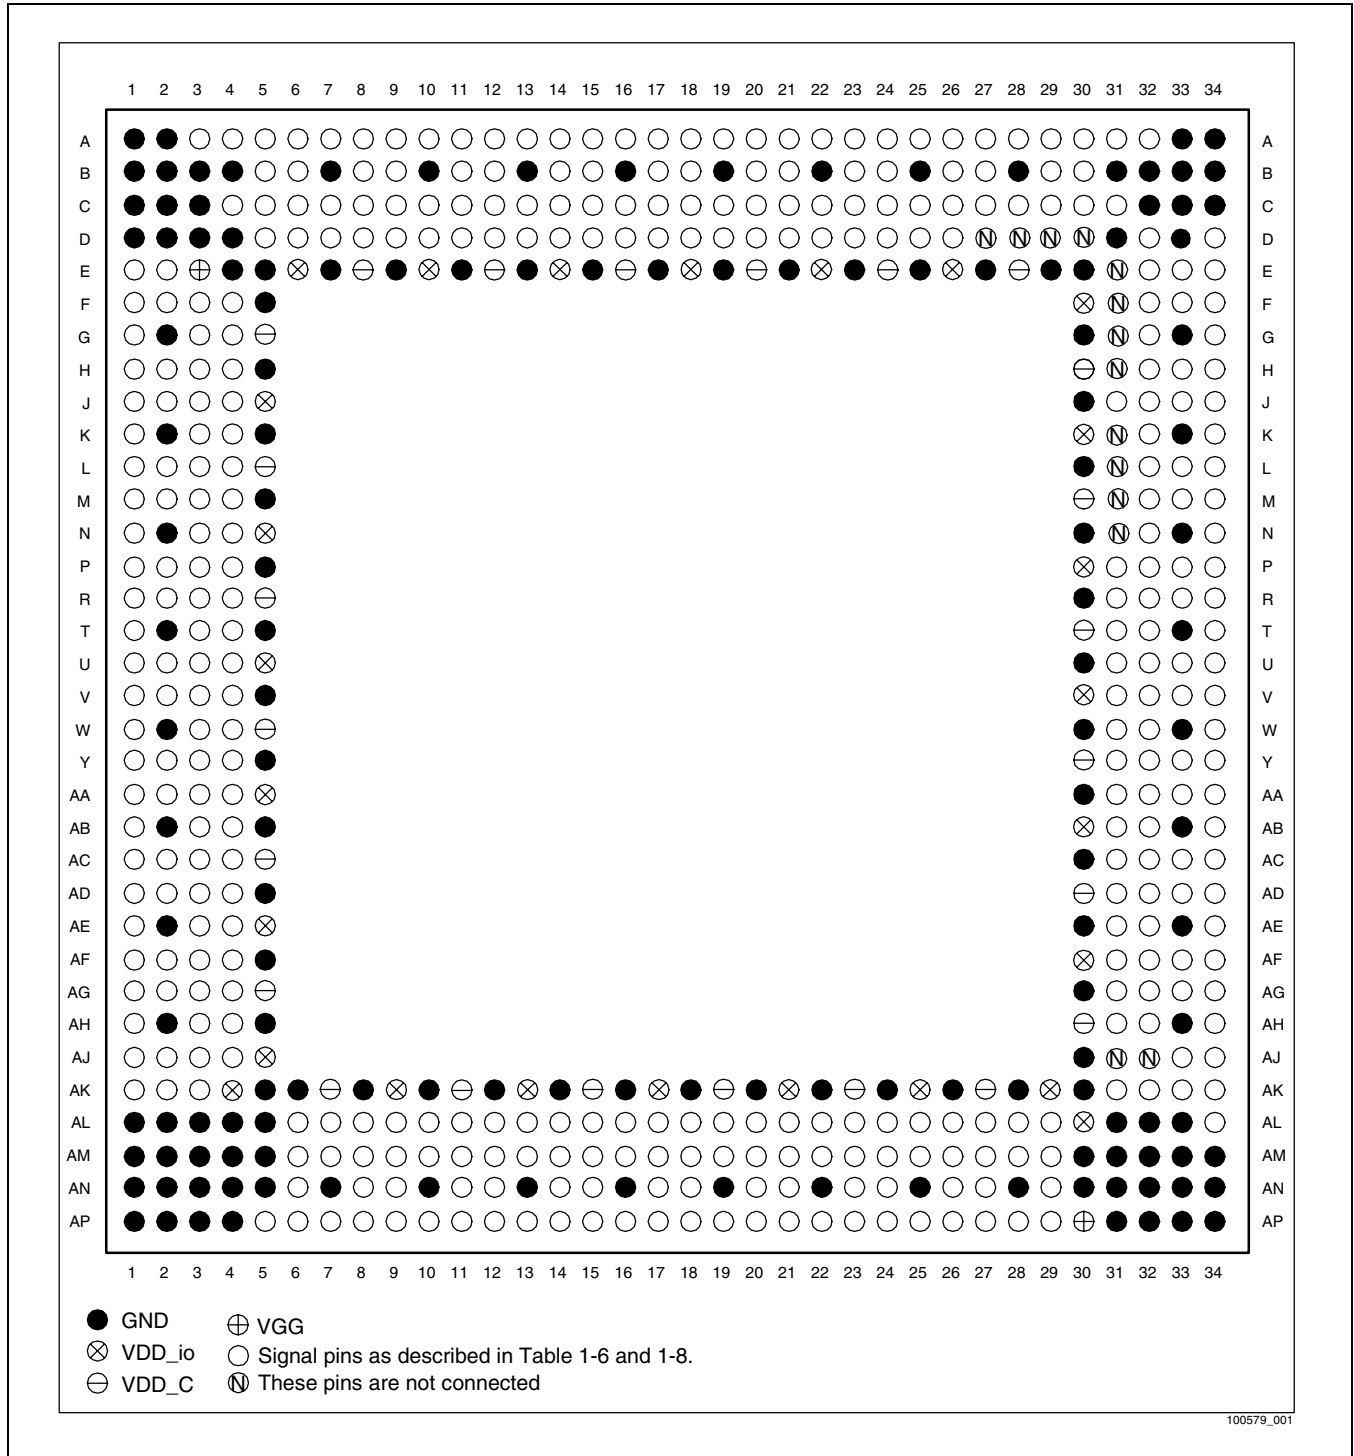 1 2 3 4 5 6 7 8 9 10 11 12 13 14 15 16 17 18 19 20 21 22 23 24 25 26 27 28 29 30 31 32 33 34
A A
B B
C C
D N N N N D
E N E
F N F
G N G
H N H
J J
K N K
L N L
M N M
N N N
P P
R R
T T
U U
V V
W W
Y Y
AA AA
AB AB
AC AC
AD AD
AE AE
AF AF
AG AG
AH AH
AJ N N AJ
AK AK
AL AL
AM AM
AN AN
AP AP
1 2 3 4 5 6 7 8 9 10 11 12 13 14 15 16 17 18 19 20 21 22 23 24 25 26 27 28 29 30 31 32 33 34
GND VGG
VDD_io Signal pins as described in Table 1-6 and 1-8.
VDD_C N These pins are not connected
100579_001